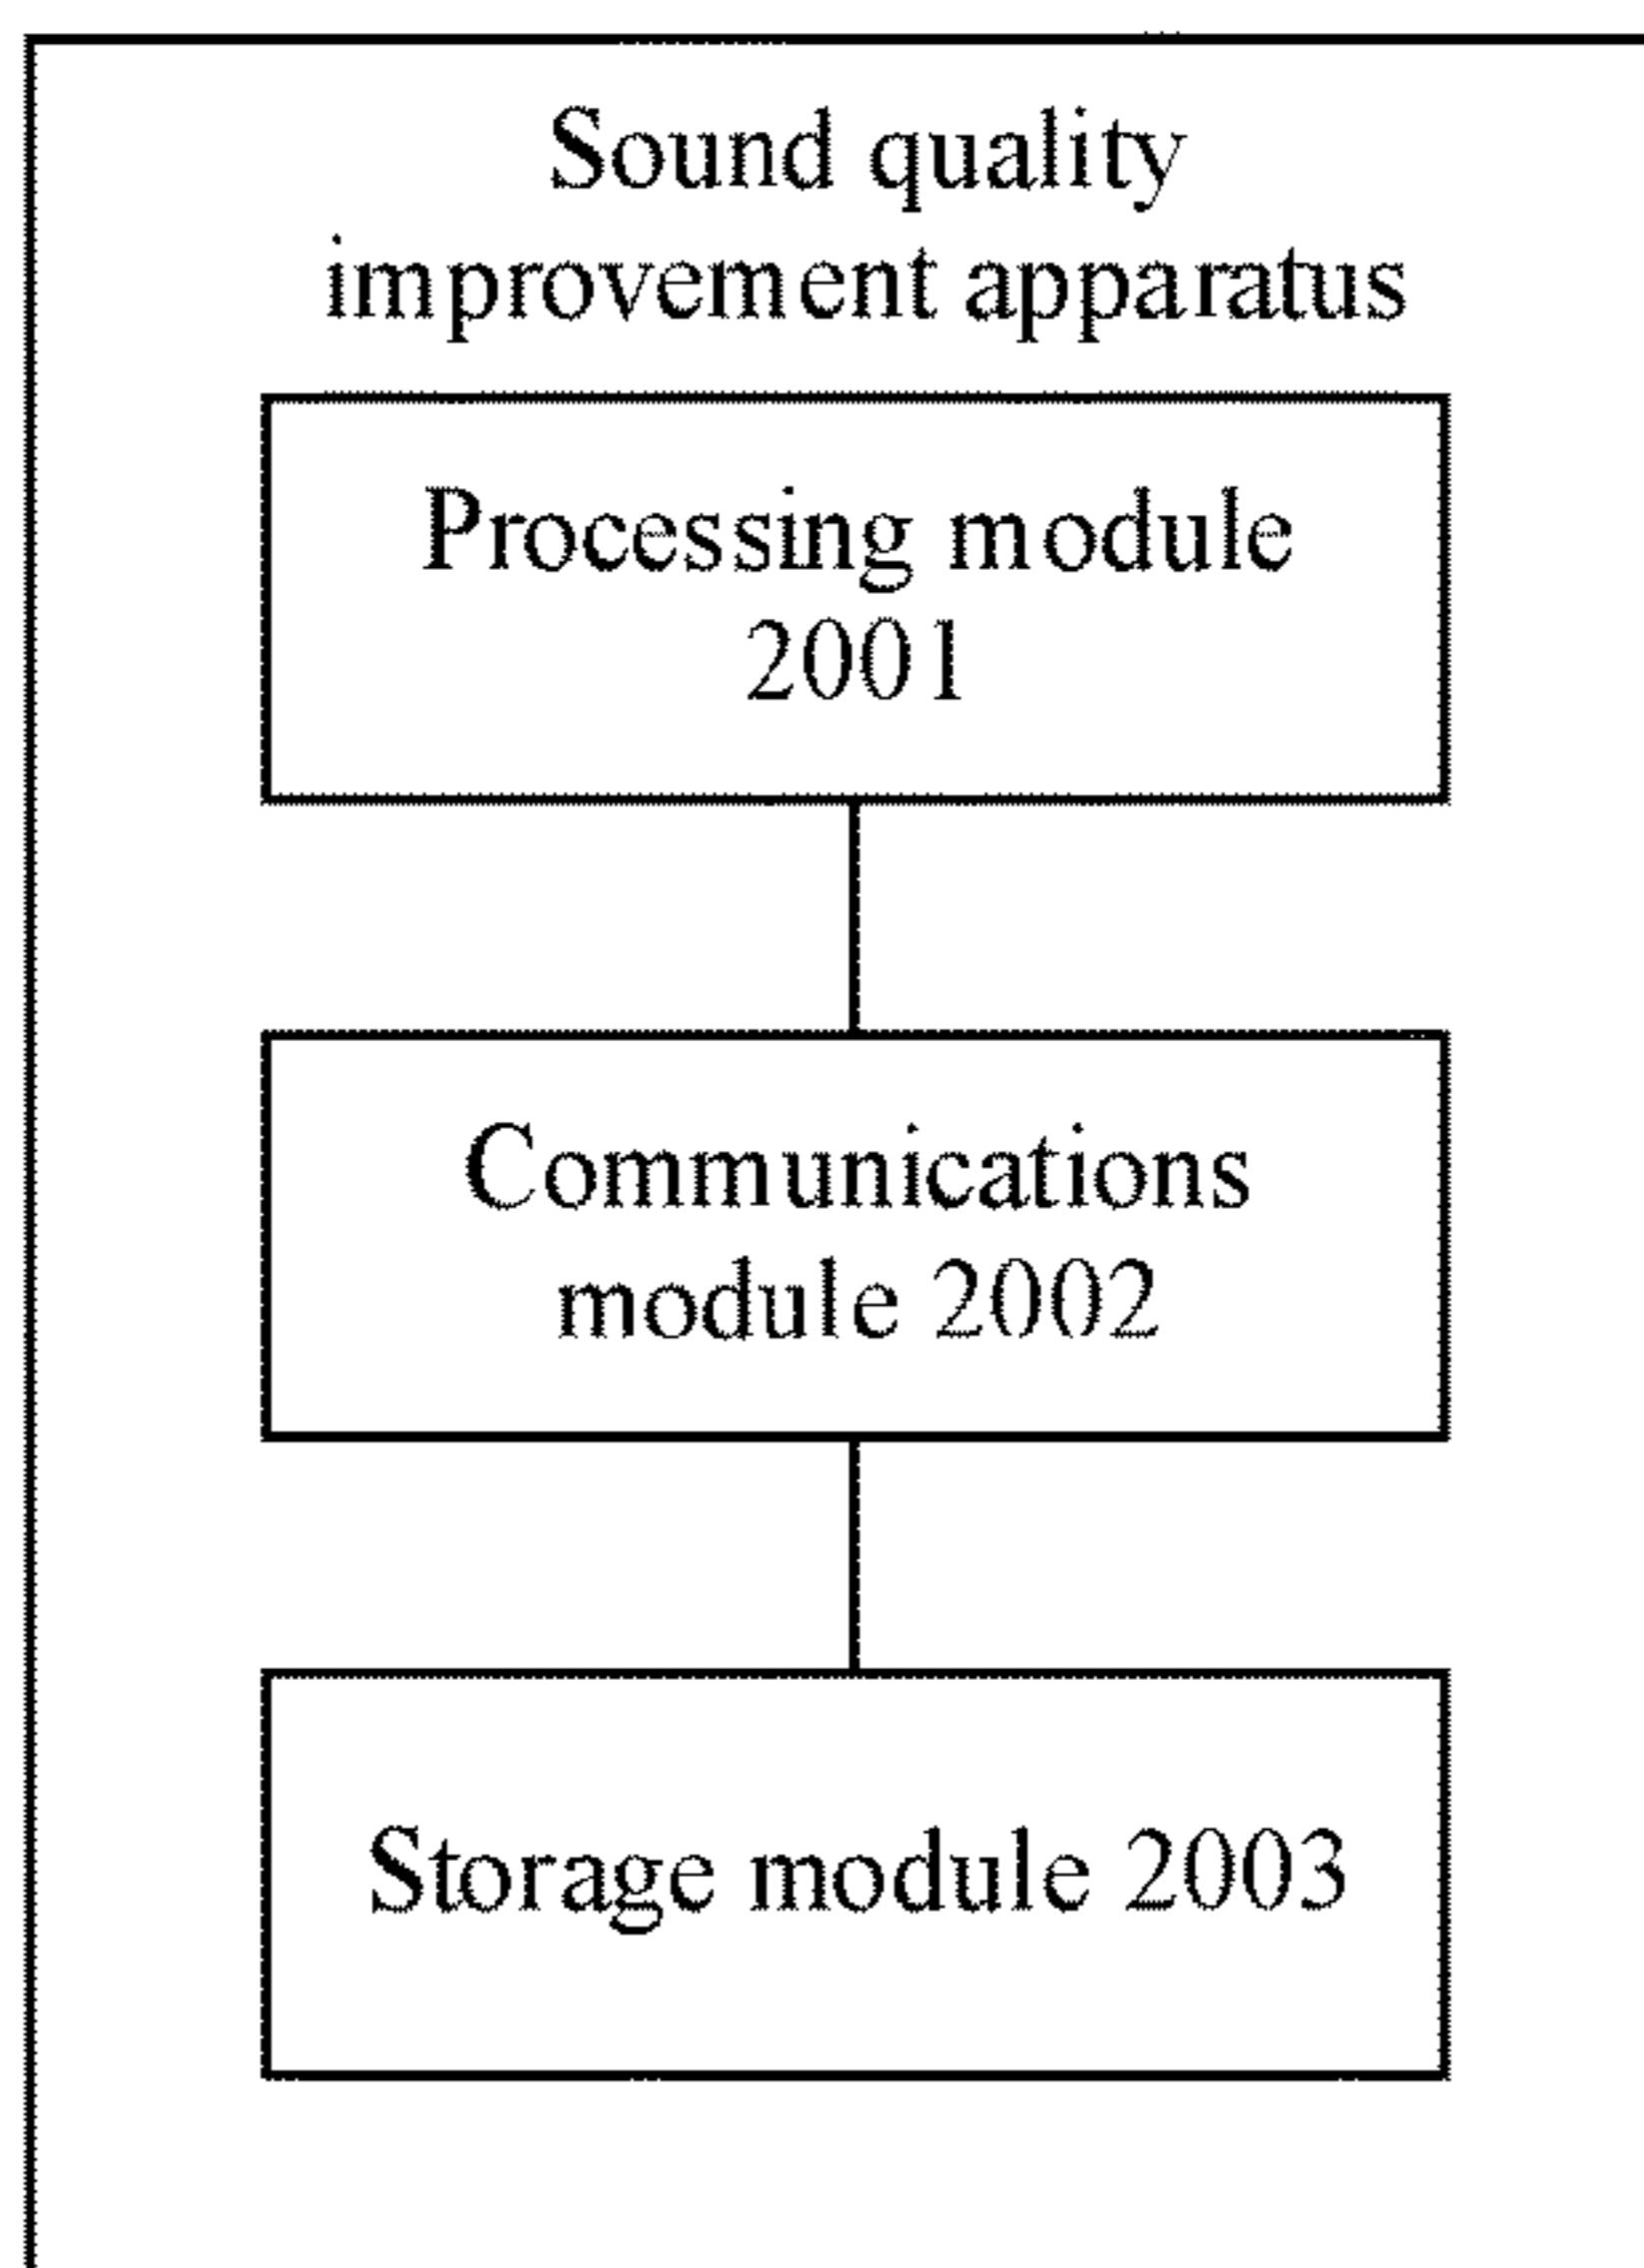 Sound quality
improvement apparatus
Processing module
2001
Communications
module 2002
Storage module 2003